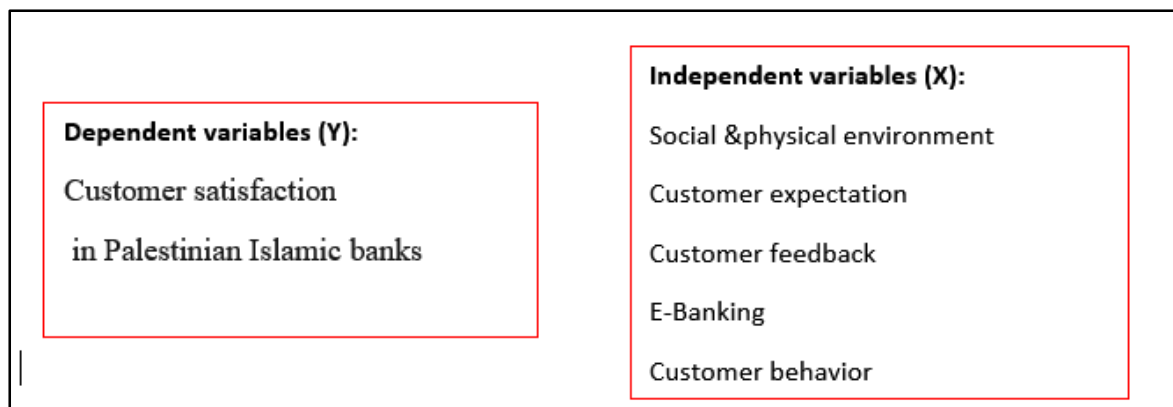 Dependent variables (Y):
Customer satisfaction
in Palestinian Islamic banks
Independent variables (X):
Social &physical environment
Customer expectation
Customer feedback
E-Banking
Customer behavior